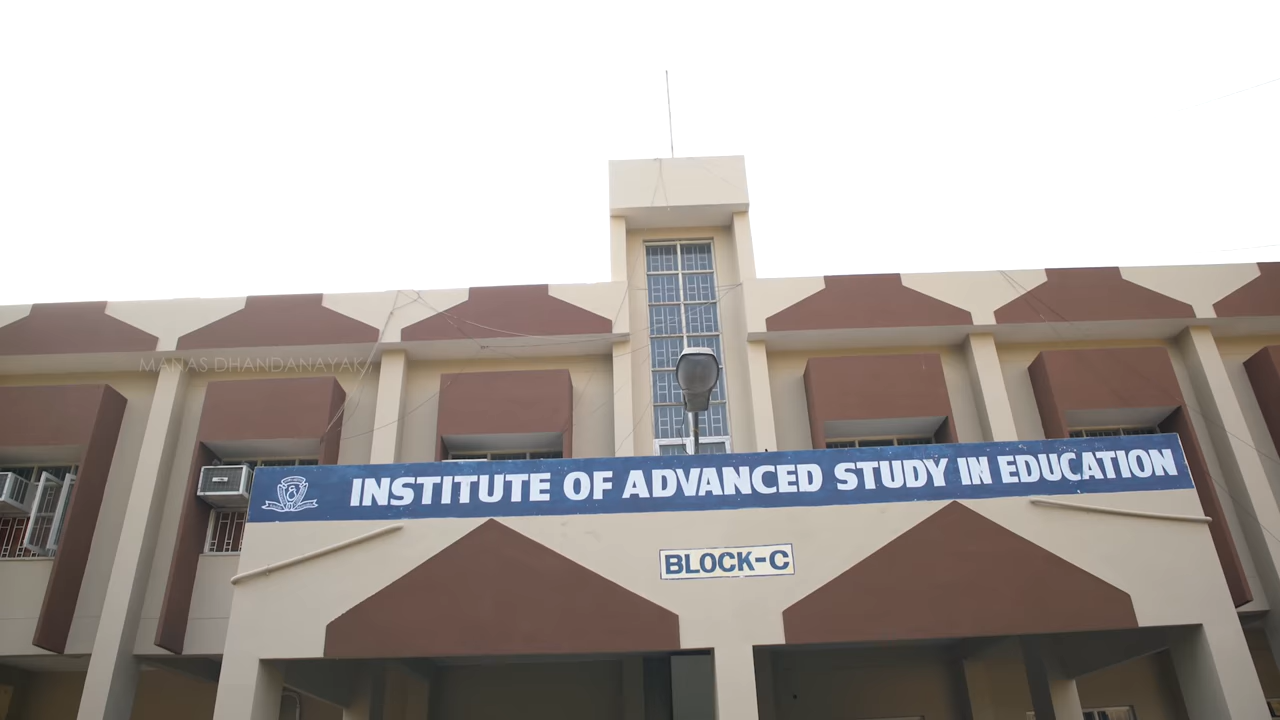 MANAS DHANDANAYAK
INSTITUTE OF ADVANCED STUDY IN EDUCATION
BLOCK-C